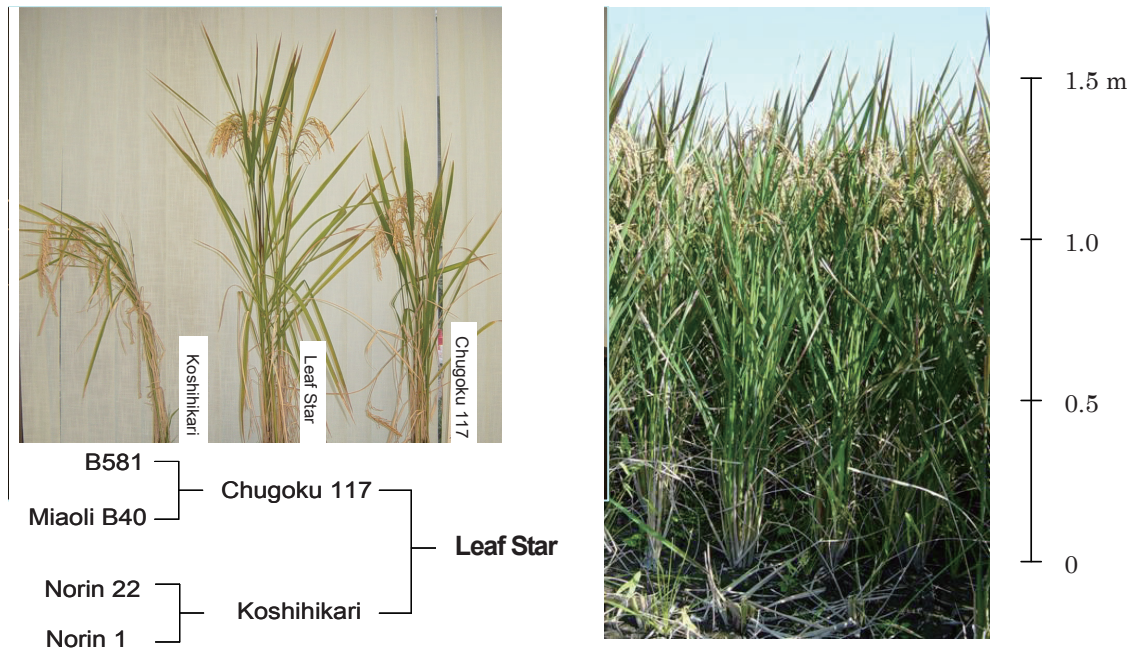 Koshihikari
Leaf Star
Chugoku 117
B581
Miaoli B40
Chugoku 117
Norin 22
Norin 1
Koshihikari
Leaf Star
1.5 m
1.0
0.5
0